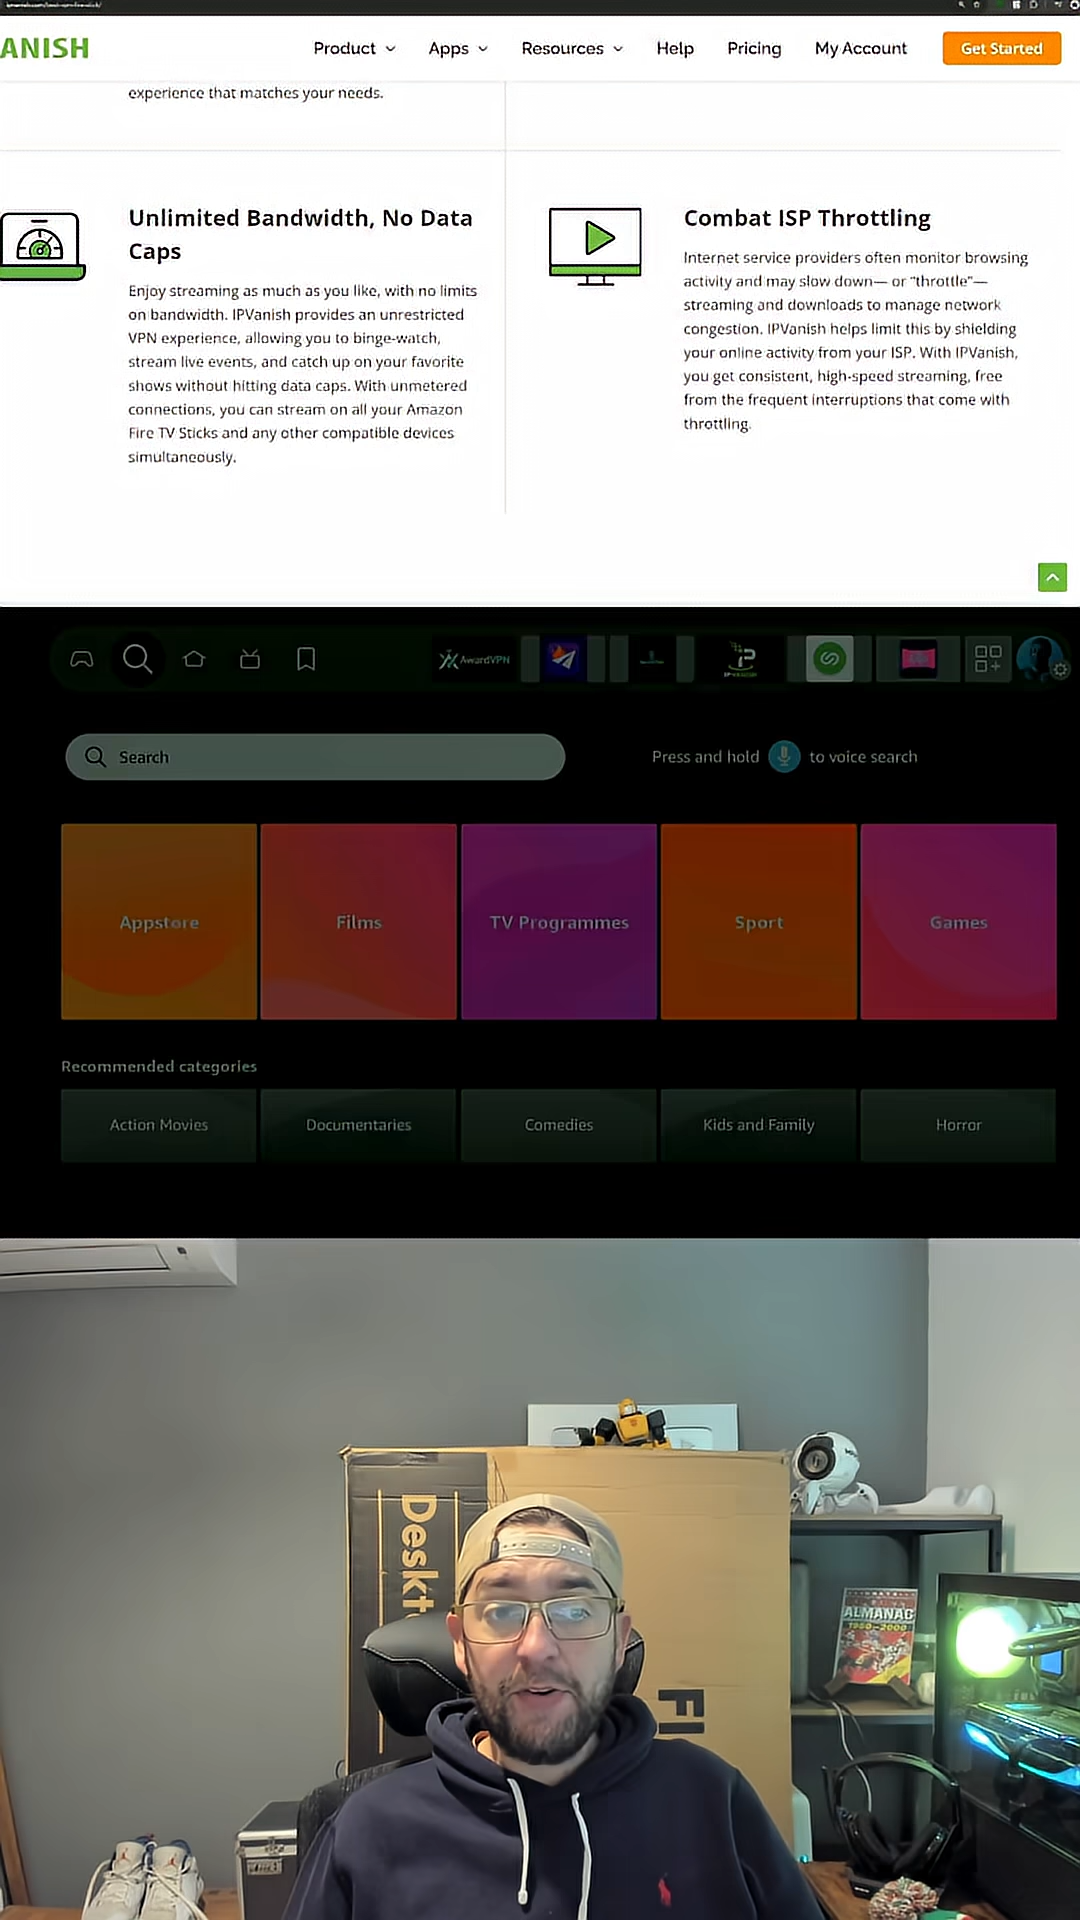 ANISH
Product
Apps
Resources
Help
Pricing
My Account
Get Started
experience that matches your needs.
Unlimited Bandwidth, No Data
Caps
Enjoy streaming as much as you like, with no limits
on bandwidth. IPVanish provides an unrestricted
VPN experience, allowing you to binge-watch,
stream live events, and catch up on your favorite
shows without hitting data caps. With unmetered
connections, you can stream on all your Amazon
Fire TV Sticks and any other compatible devices
simultaneously.
Combat ISP Throttling
Internet service providers often monitor browsing
activity and may slow down— or “throttle”—
streaming and downloads to manage network
congestion. IPVanish helps limit this by shielding
your online activity from your ISP. With IPVanish,
you get consistent, high-speed streaming, free
from the frequent interruptions that come with
throttling.
AwardVPN
IP
Search
Press and hold to voice search
Appstore
Films
TV Programmes
Sport
Games
Recommended categories
Action Movies
Documentaries
Comedies
Kids and Family
Horror
Deskt
FI
ALMANAC
1950-2000